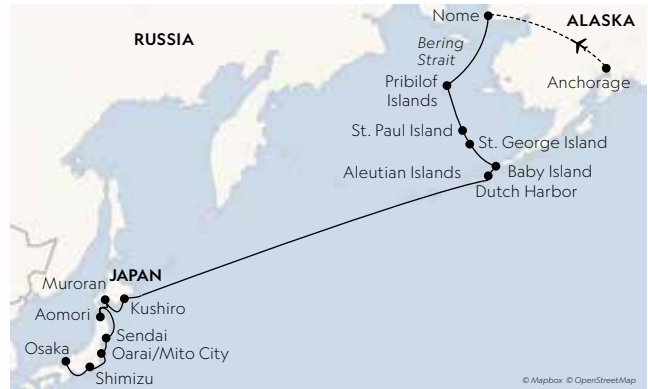 Nome
ALASKA
RUSSIA
Bering
Strait
Anchorage
Pribilof
Islands
St. Paul Island
St. George Island
Aleutian Islands
Baby Island
Dutch Harbor
Muroran
JAPAN
Kushiro
Aomori
Sendai
Osaka
Oarai/Mito City
Shimizu
© Mapbox © OpenStreetMap